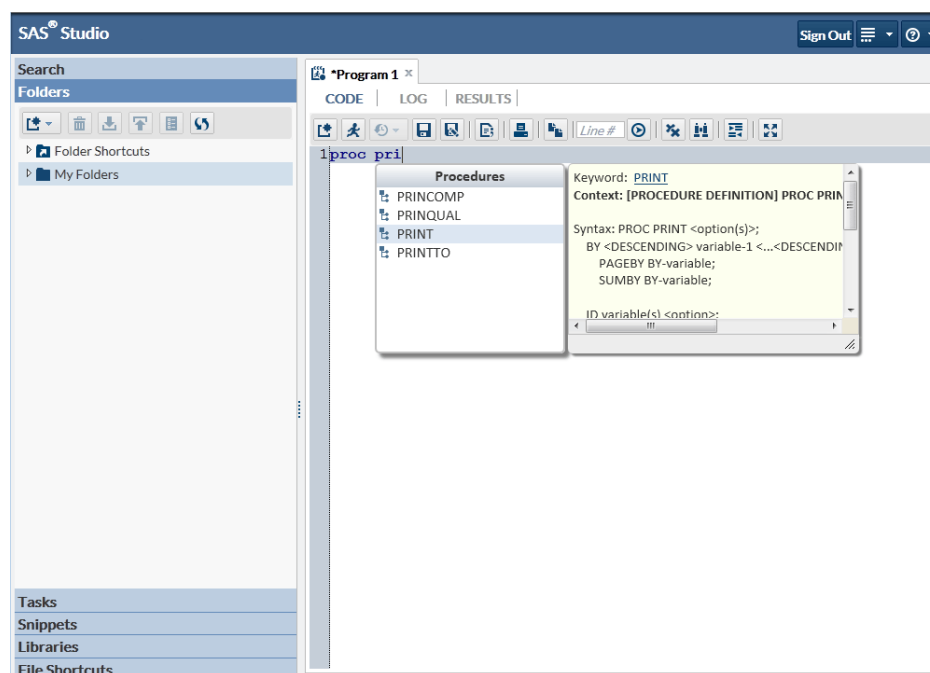 SAS® Studio
Sign Out
Search
Folders
Folder Shortcuts
My Folders
Tasks
Snippets
Libraries
File Shortcuts
*Program 1 ×
CODE
LOG
RESULTS
Line #
1 proc pri
Procedures
PRINCOMP
PRINQUAL
PRINT
PRINTTO
Keyword: PRINT
Context: [PROCEDURE DEFINITION] PROC PRIN
Syntax: PROC PRINT <option(s)>;
BY <DESCENDING> variable-1 <...<DESCENDIN
PAGEBY BY-variable;
SUMBY BY-variable;
ID variable(s) <option>;